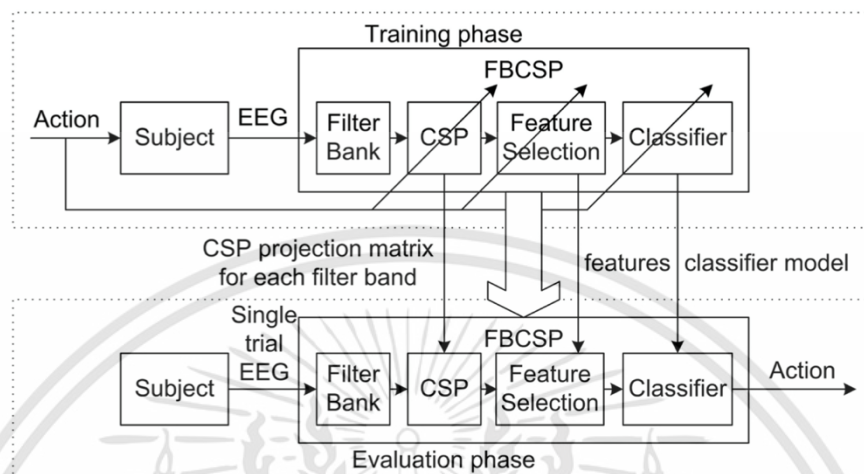 Training phase
FBCSP
Action
Subject
EEG
Filter
Bank
CSP
Feature
Selection
Classifier
CSP projection matrix
for each filter band
features
classifier model
Single
trial
EEG
FBCSP
Subject
Filter
Bank
CSP
Feature
Selection
Classifier
Action
Evaluation phase